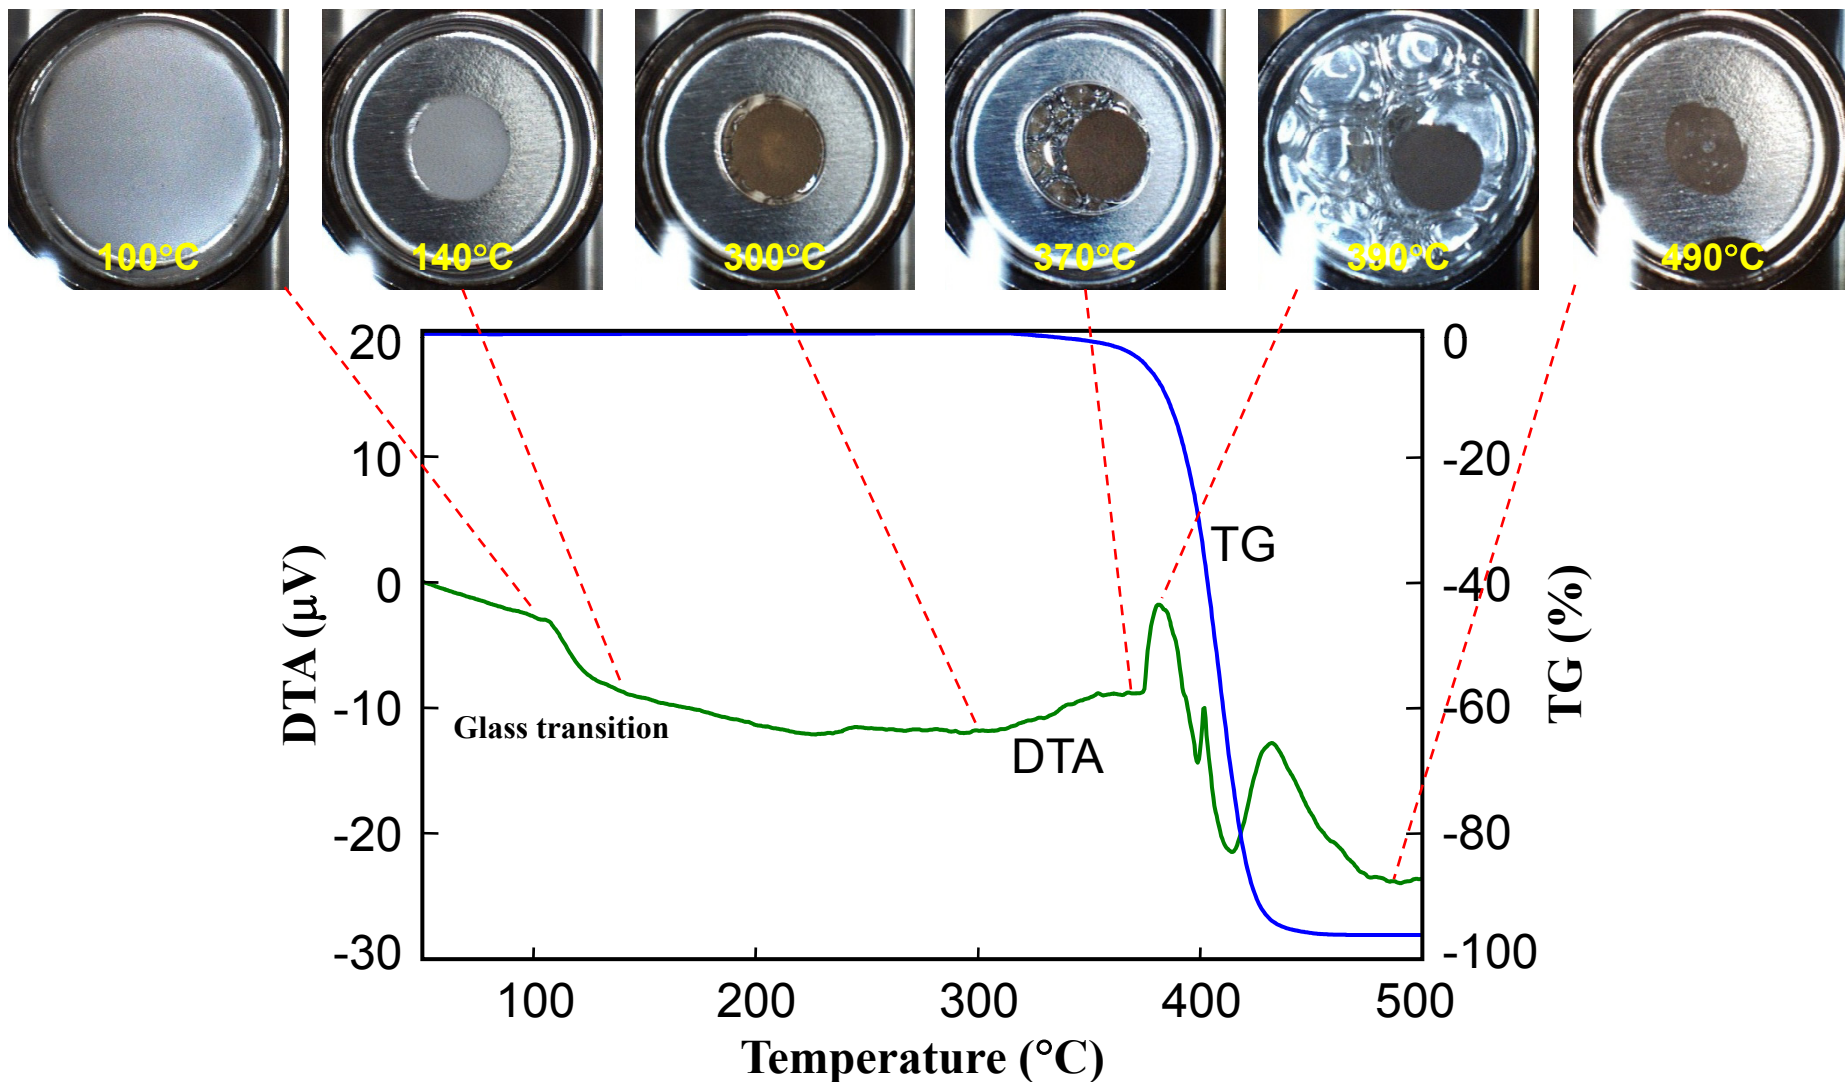 100°C
140°C
300°C
370°C
390°C
490°C
20
10
0
-10
-20
-30
DTA (μV)
0
-20
-40
-60
-80
-100
TG (%)
TG
Glass transition
DTA
100
200
300
400
500
Temperature (°C)